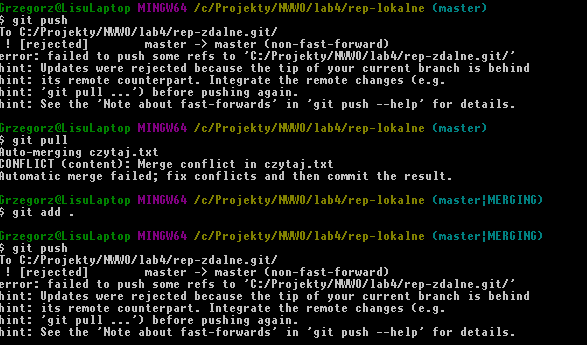 Grzegorz@LisuLaptop MINGW64 /c/Projekty/NWWO/lab4/rep-lokalne (master)
$ git push
To C:/Projekty/NWWO/lab4/rep-zdalne.git/
 ! [rejected]        master -> master (non-fast-forward)
error: failed to push some refs to 'C:/Projekty/NWWO/lab4/rep-zdalne.git/'
hint: Updates were rejected because the tip of your current branch is behind
hint: its remote counterpart. Integrate the remote changes (e.g.
hint: 'git pull ...') before pushing again.
hint: See the 'Note about fast-forwards' in 'git push --help' for details.
Grzegorz@LisuLaptop MINGW64 /c/Projekty/NWWO/lab4/rep-lokalne (master)
$ git pull
Auto-merging czytaj.txt
CONFLICT (content): Merge conflict in czytaj.txt
Automatic merge failed; fix conflicts and then commit the result.
Grzegorz@LisuLaptop MINGW64 /c/Projekty/NWWO/lab4/rep-lokalne (master|MERGING)
$ git add .
Grzegorz@LisuLaptop MINGW64 /c/Projekty/NWWO/lab4/rep-lokalne (master|MERGING)
$ git push
To C:/Projekty/NWWO/lab4/rep-zdalne.git/
 ! [rejected]        master -> master (non-fast-forward)
error: failed to push some refs to 'C:/Projekty/NWWO/lab4/rep-zdalne.git/'
hint: Updates were rejected because the tip of your current branch is behind
hint: its remote counterpart. Integrate the remote changes (e.g.
hint: 'git pull ...') before pushing again.
hint: See the 'Note about fast-forwards' in 'git push --help' for details.